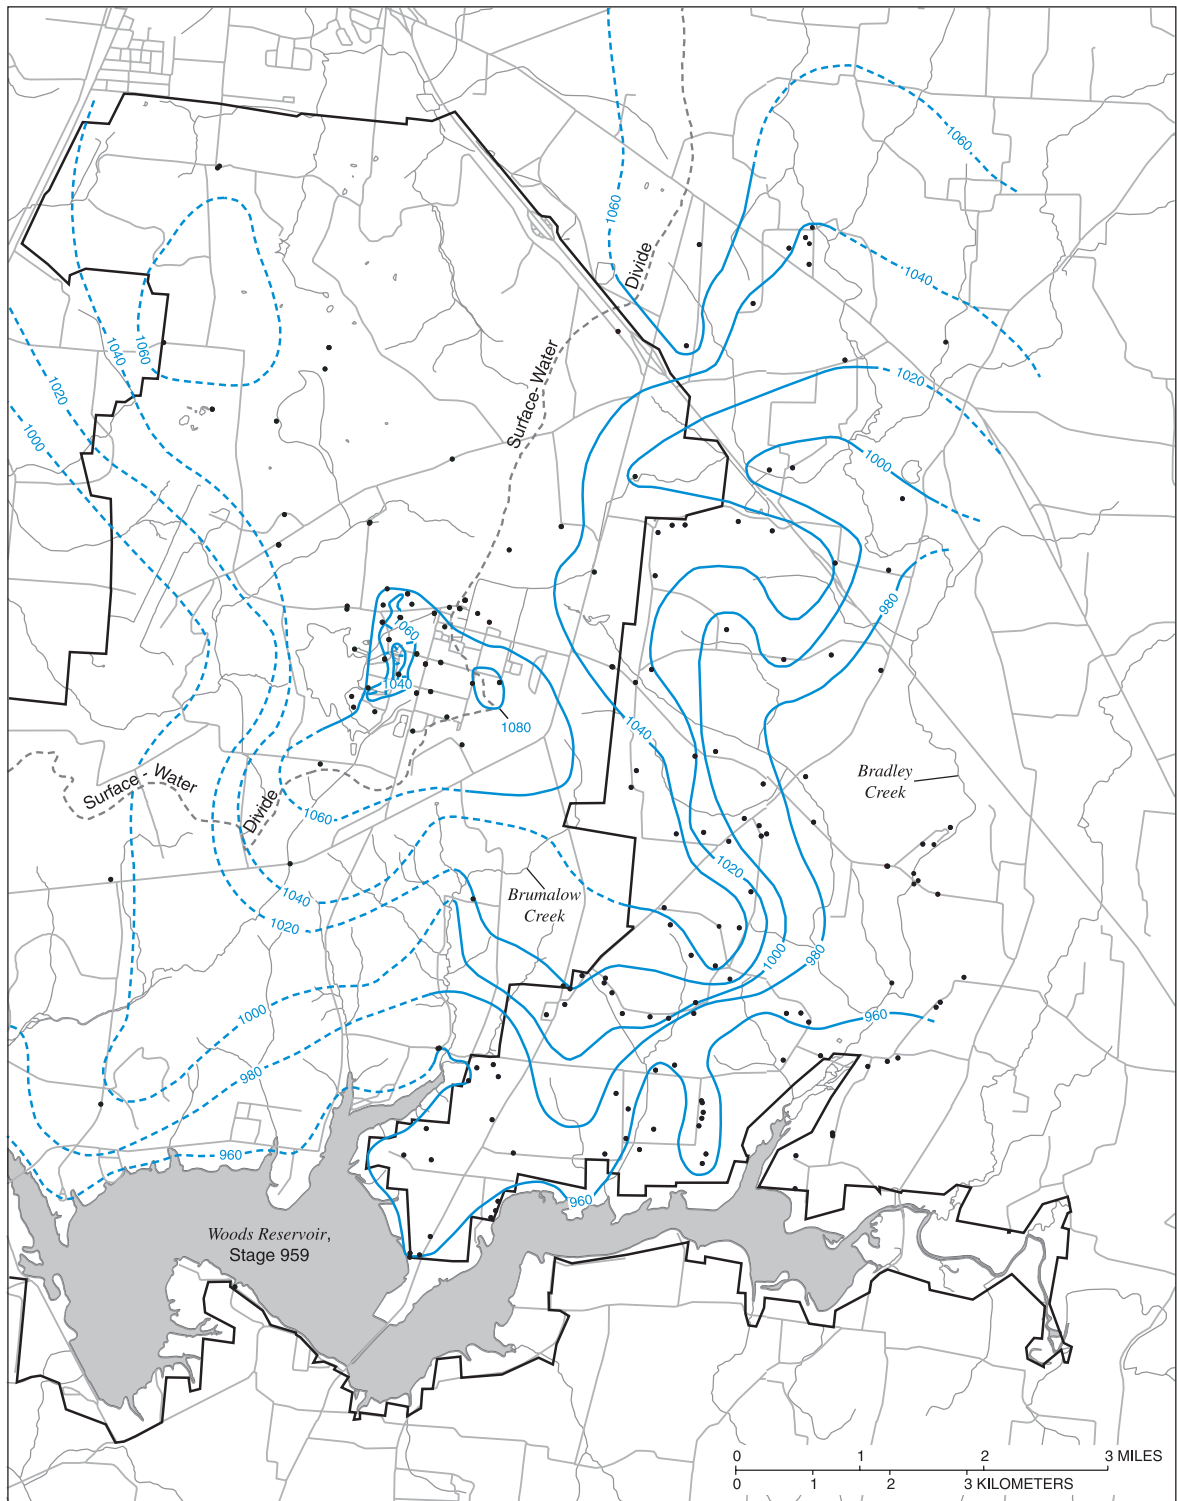 1060
1060
Divide
1040
1040
1060
1020
1020
Surface- Water
1000
1000
980
1060
1040
1080
1040
Bradley
Creek
Surface - Water
Divide
1060
1020
1040
Brumalow
Creek
1020
1000
980
1000
960
980
960
960
Woods Reservoir,
Stage 959
0 1 2 3 MILES
0 1 2 3 KILOMETERS